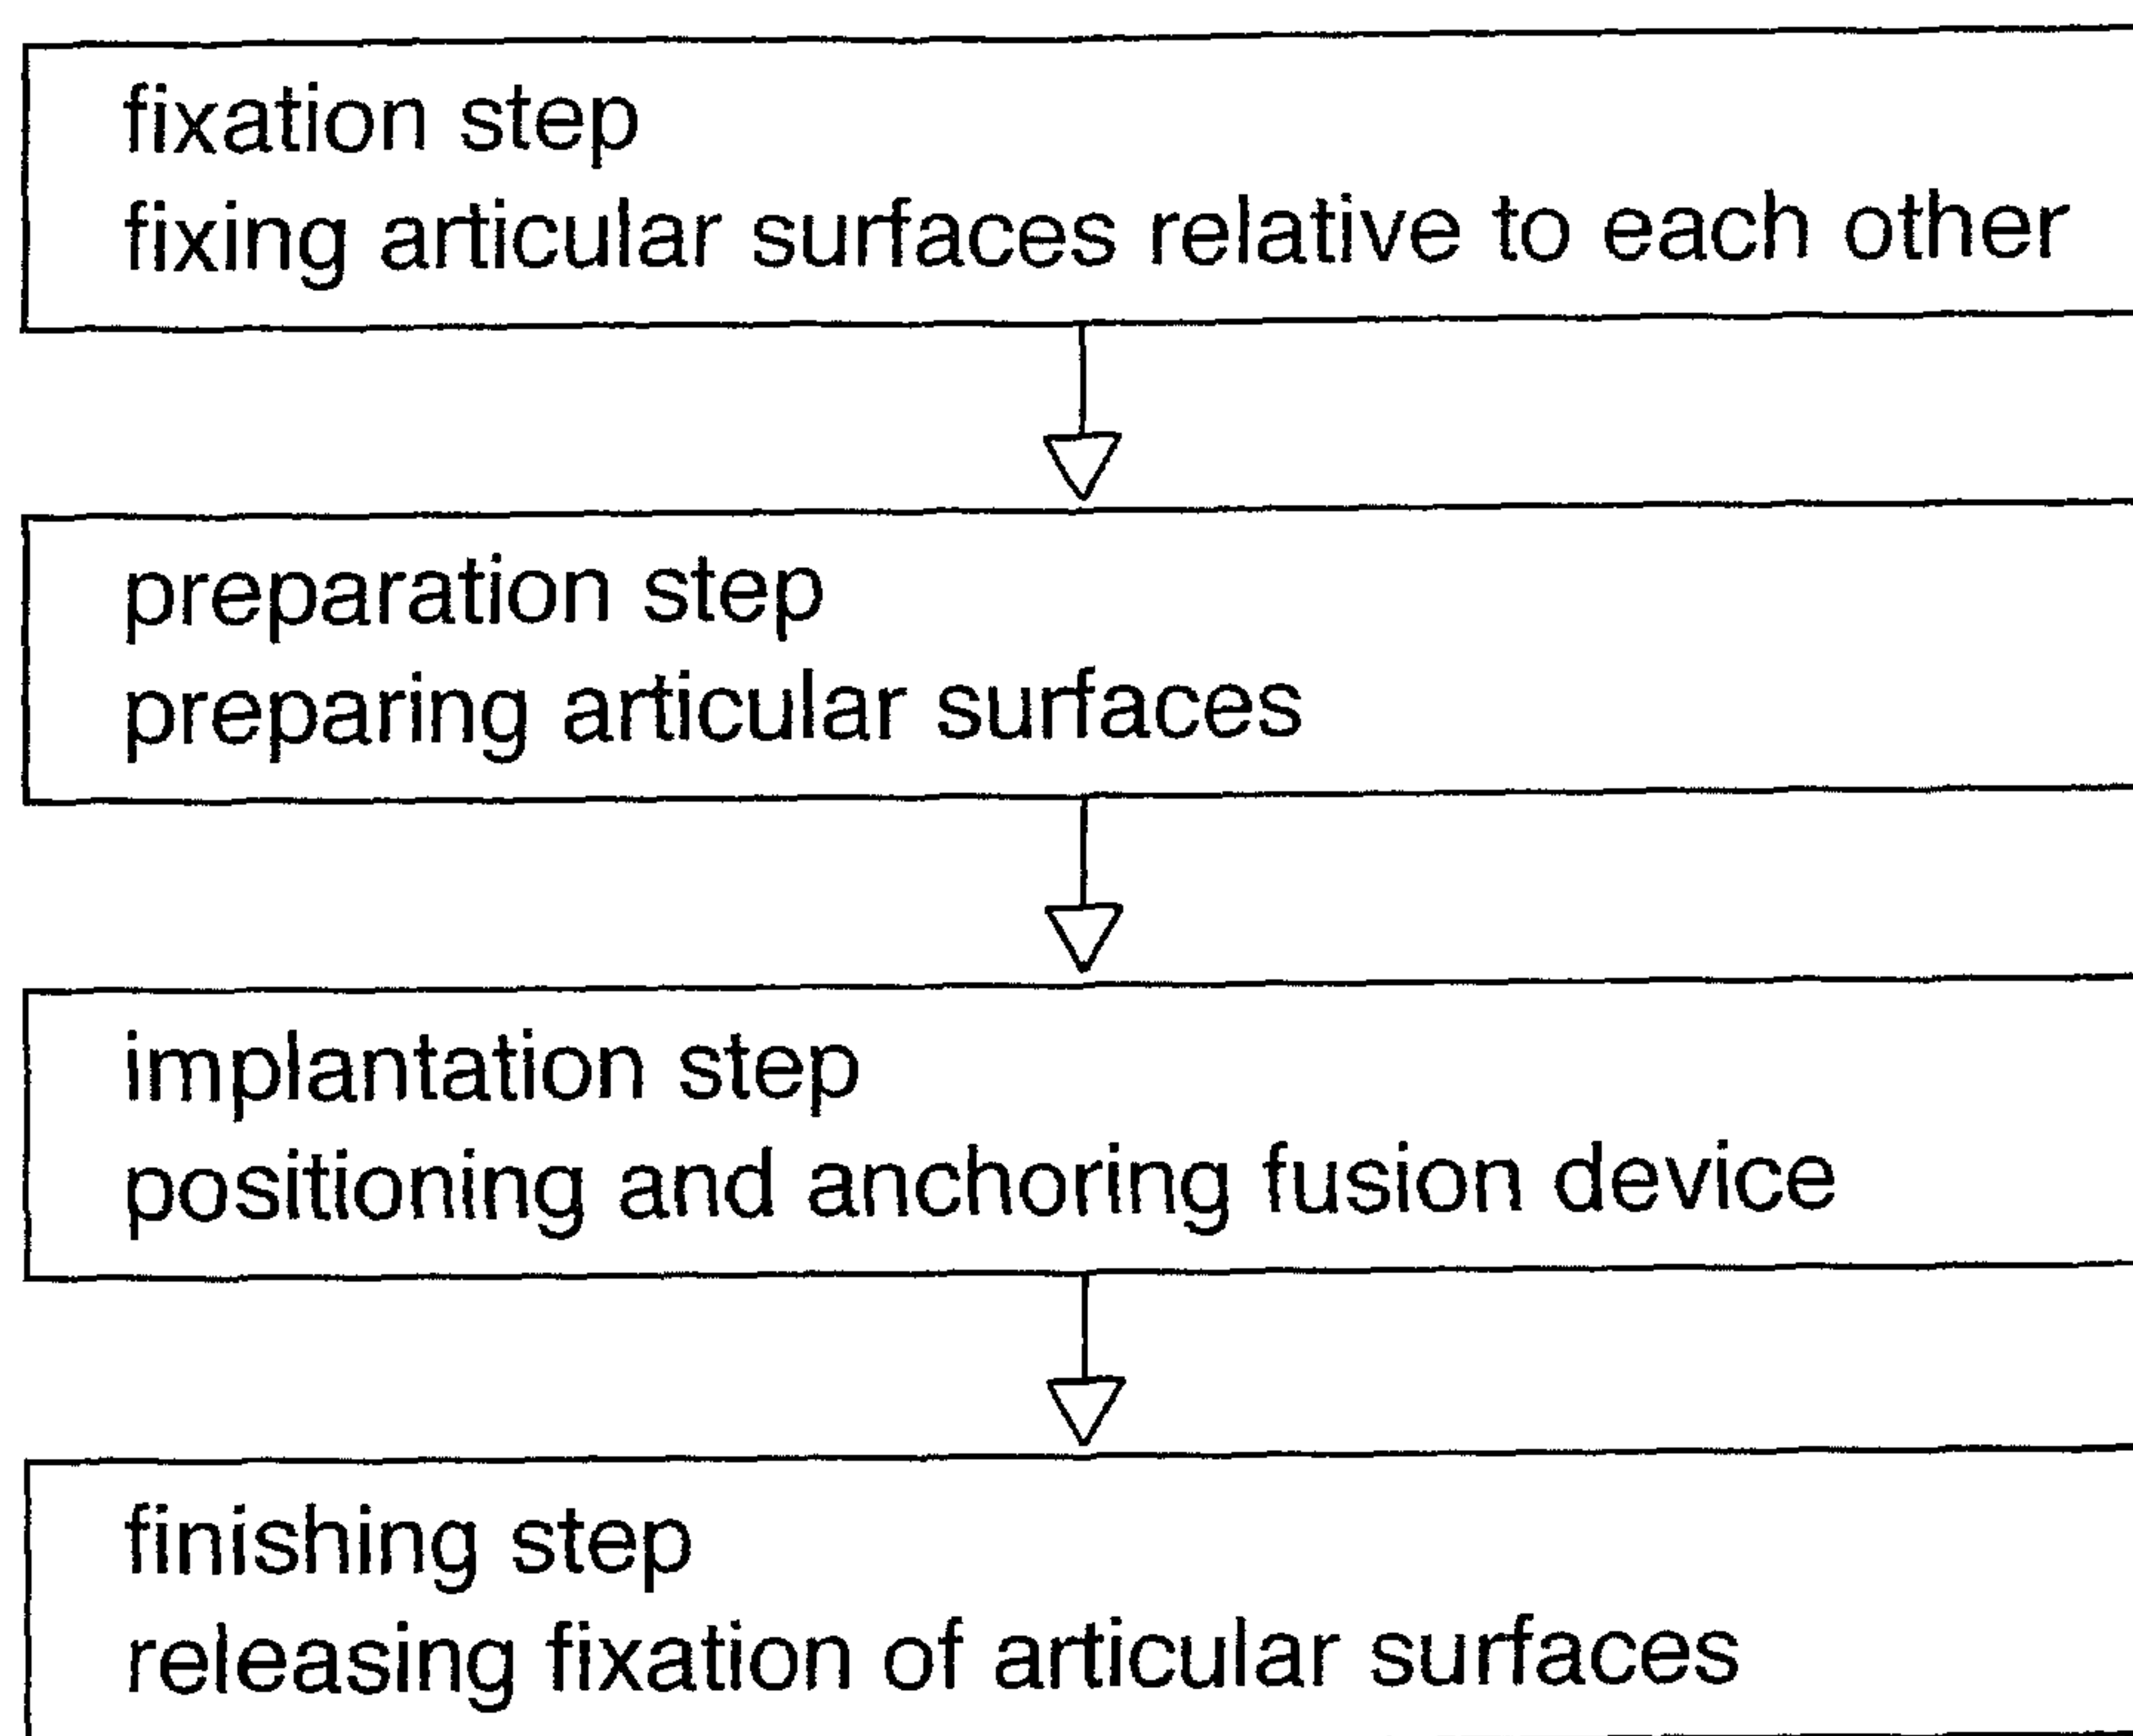 fixation step
fixing articular surfaces relative to each other
preparation step
preparing articular surfaces
implantation step
positioning and anchoring fusion device
finishing step
releasing fixation of articular surfaces